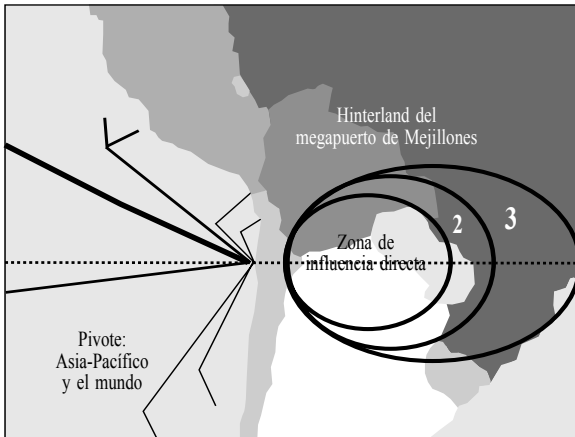 Hinterland del
megapuerto de Mejillones
2
3
Zona de
influencia directa
Pivote:
Asia-Pacífico
y el mundo